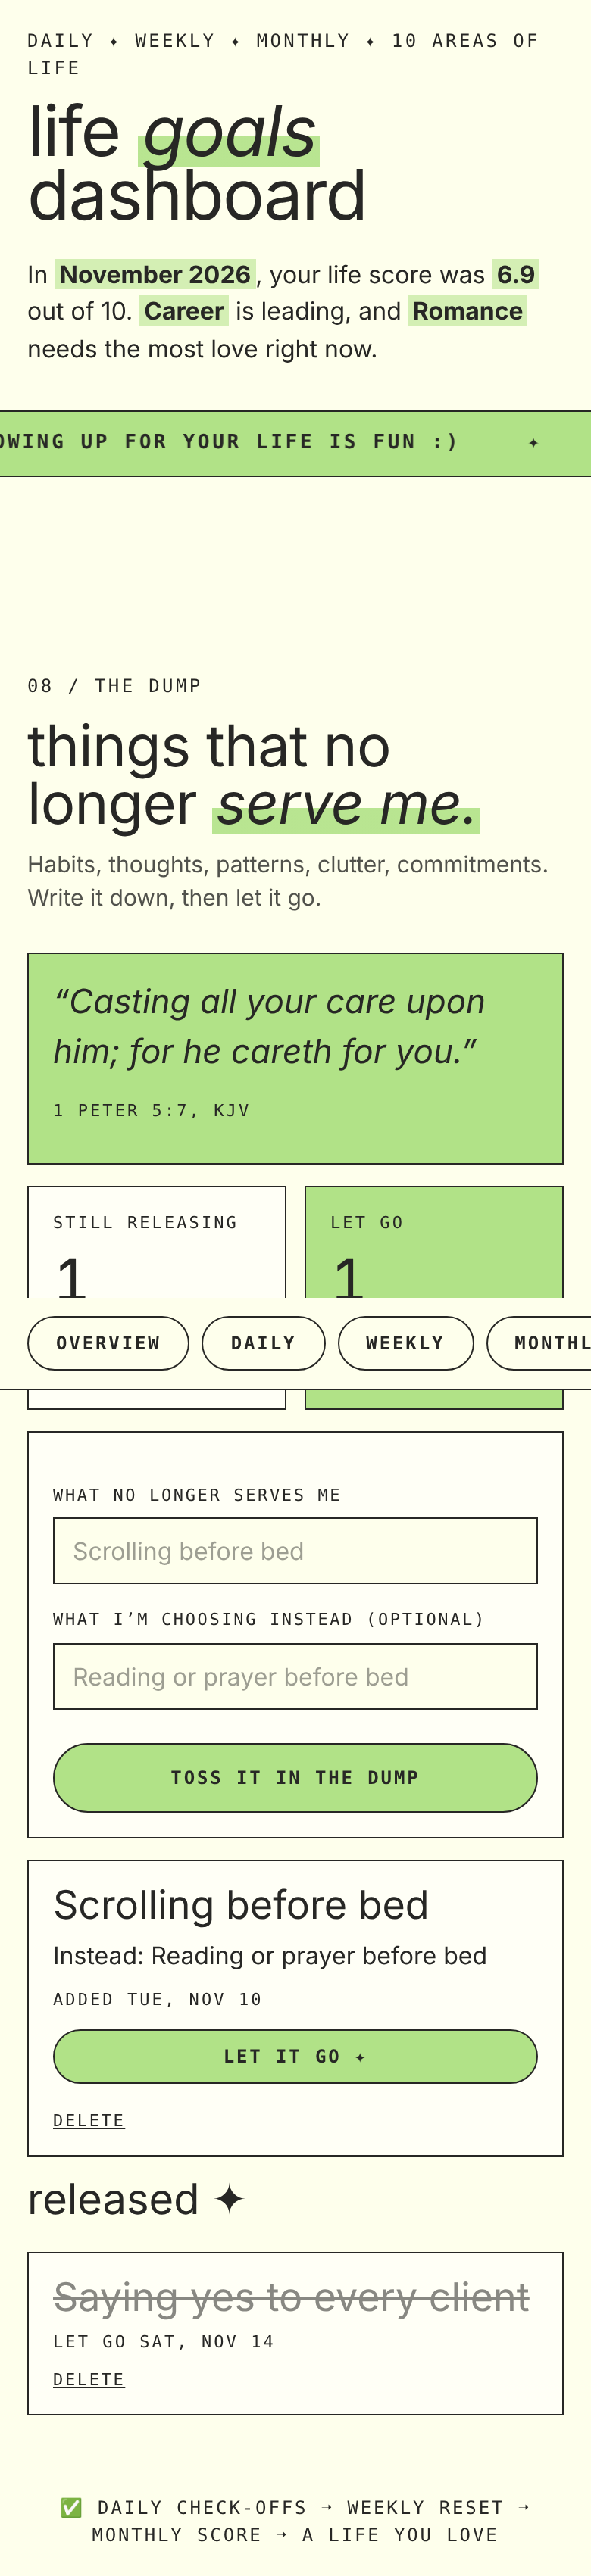 DAILY ✦ WEEKLY ✦ MONTHLY ✦ 10 AREAS OF
LIFE
life goals
dashboard
In November 2026, your life score was 6.9
out of 10. Career is leading, and Romance
needs the most love right now.
OWING UP FOR YOUR LIFE IS FUN :) ✦
08 / THE DUMP
things that no
longer serve me.
Habits, thoughts, patterns, clutter, commitments.
Write it down, then let it go.
“Casting all your care upon
him; for he careth for you.”
1 PETER 5:7, KJV
STILL RELEASING
1
LET GO
1
OVERVIEW
DAILY
WEEKLY
MONTHL
WHAT NO LONGER SERVES ME
Scrolling before bed
WHAT I’M CHOOSING INSTEAD (OPTIONAL)
Reading or prayer before bed
TOSS IT IN THE DUMP
Scrolling before bed
Instead: Reading or prayer before bed
ADDED TUE, NOV 10
LET IT GO ✦
DELETE
released ✦
Saying yes to every client
LET GO SAT, NOV 14
DELETE
✅ DAILY CHECK-OFFS → WEEKLY RESET →
MONTHLY SCORE → A LIFE YOU LOVE